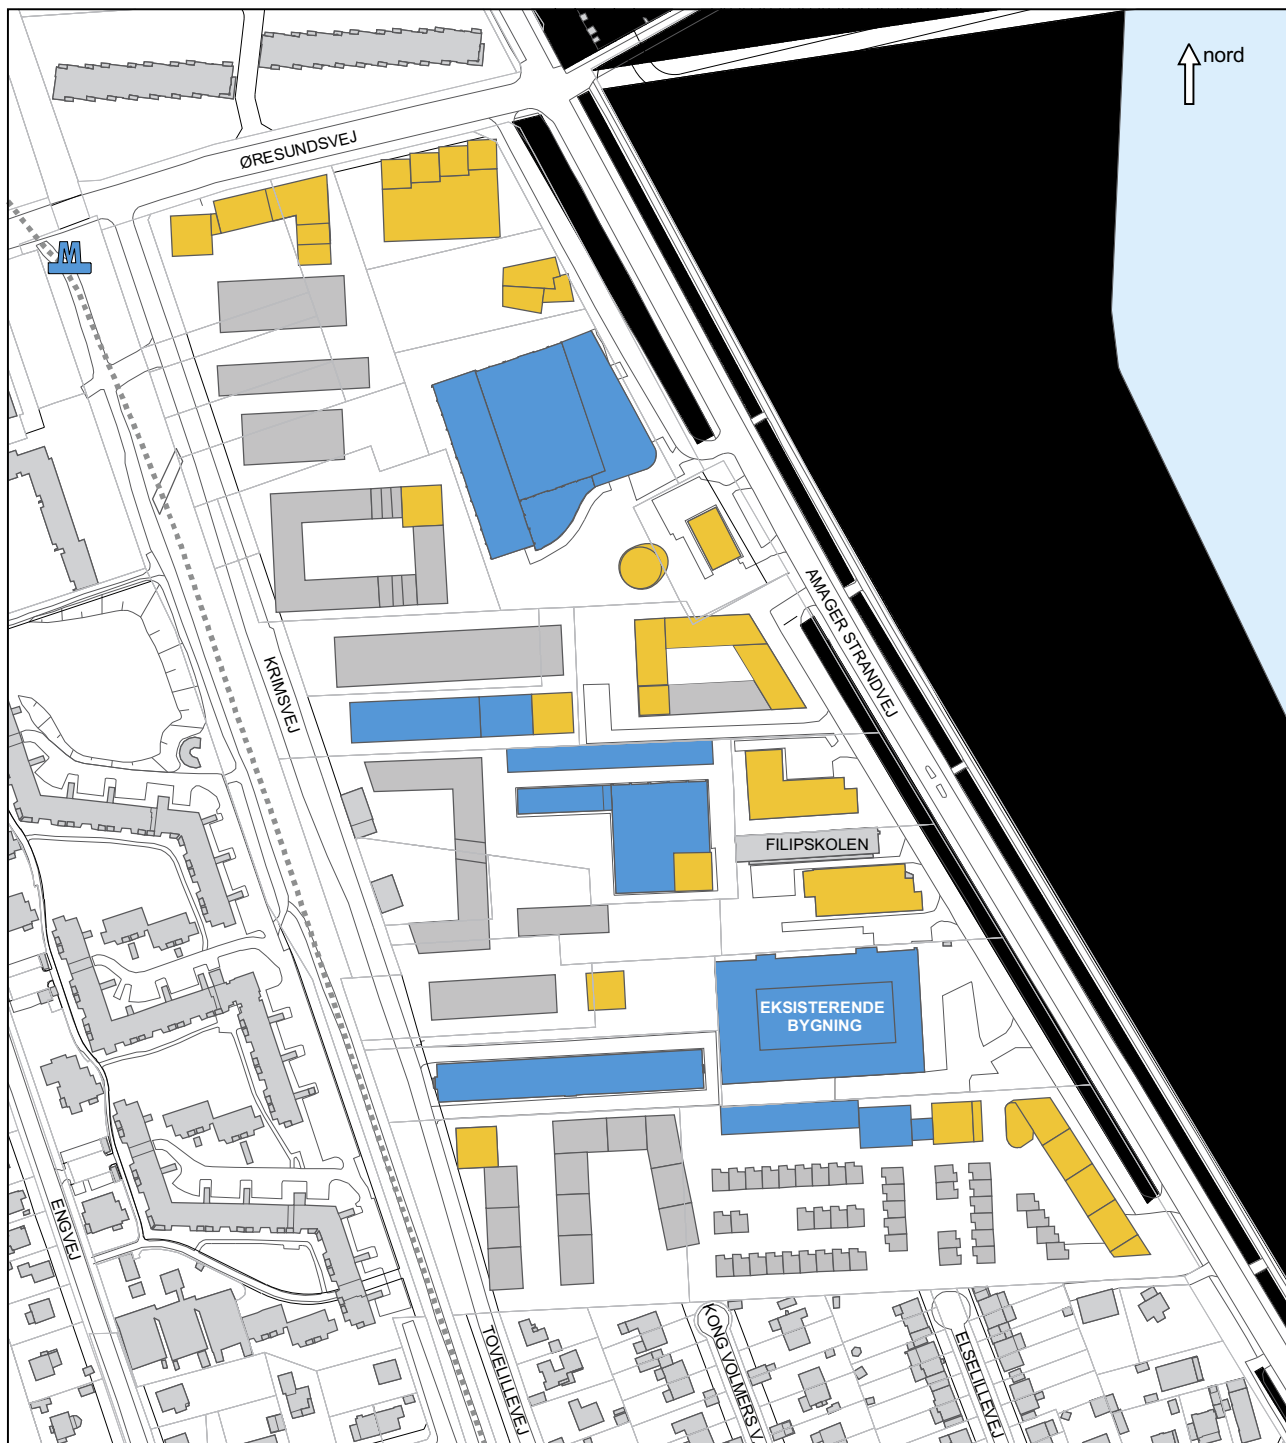 nord
ØRESUNDSVEJ
M
AMAGER STRANDVEJ
KRIMSVEJ
FILIPSKOLEN
EKSISTERENDE
BYGNING
ENGVEJ
TOVELILLEVEJ
KONG VOLMERS V
ELSELILLEVEJ